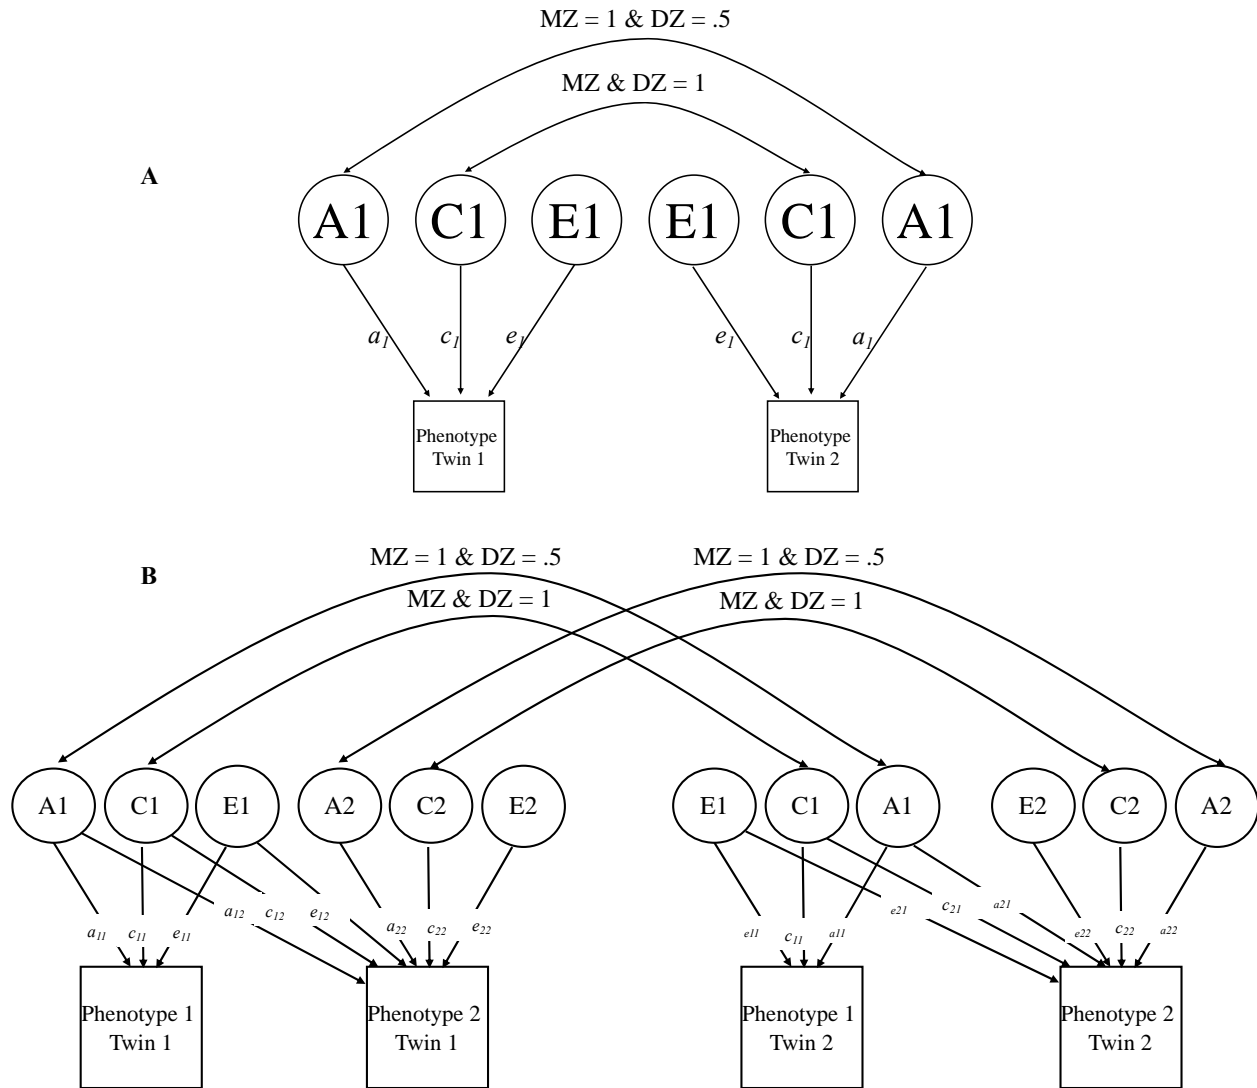 MZ = 1 & DZ = .5
MZ & DZ = 1
A
A1 C1 E1 E1 C1 A1
a1 c1 e1 e1 c1 a1
Phenotype Twin 1
Phenotype Twin 2
B
MZ = 1 & DZ = .5 MZ = 1 & DZ = .5
MZ & DZ = 1 MZ & DZ = 1
A1 C1 E1 A2 C2 E2 E1 C1 A1 E2 C2 A2
a11 c11 e11 a12 c12 e12 a22 c22 e22 e11 c11 a11 e21 c21 a21 e22 c22 a22
Phenotype 1
Twin 1
Phenotype 2
Twin 1
Phenotype 1
Twin 2
Phenotype 2
Twin 2